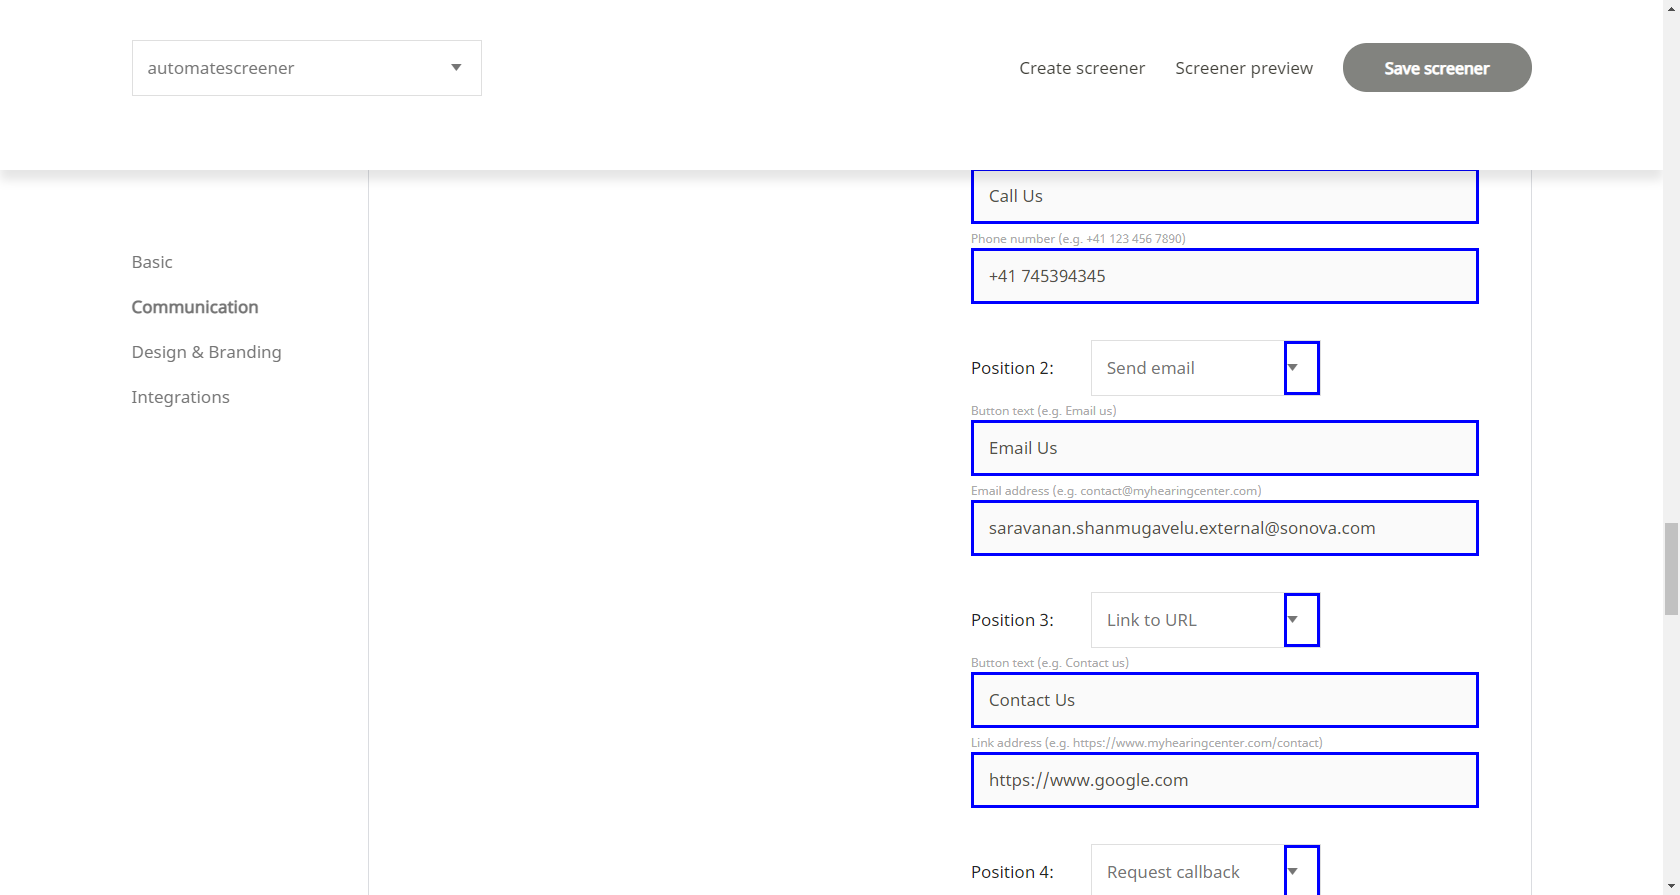 automatescreener
Create screener
Screener preview
Save screener
Basic
Communication
Design & Branding
Integrations
Call Us
Phone number (e.g. +41 123 456 7890)
+41 745394345
Position 2:
Send email
Button text (e.g. Email us)
Email Us
Email address (e.g. contact@myhearingcenter.com)
saravanan.shanmugavelu.external@sonova.com
Position 3:
Link to URL
Button text (e.g. Contact us)
Contact Us
Link address (e.g. https://www.myhearingcenter.com/contact)
https://www.google.com
Position 4:
Request callback